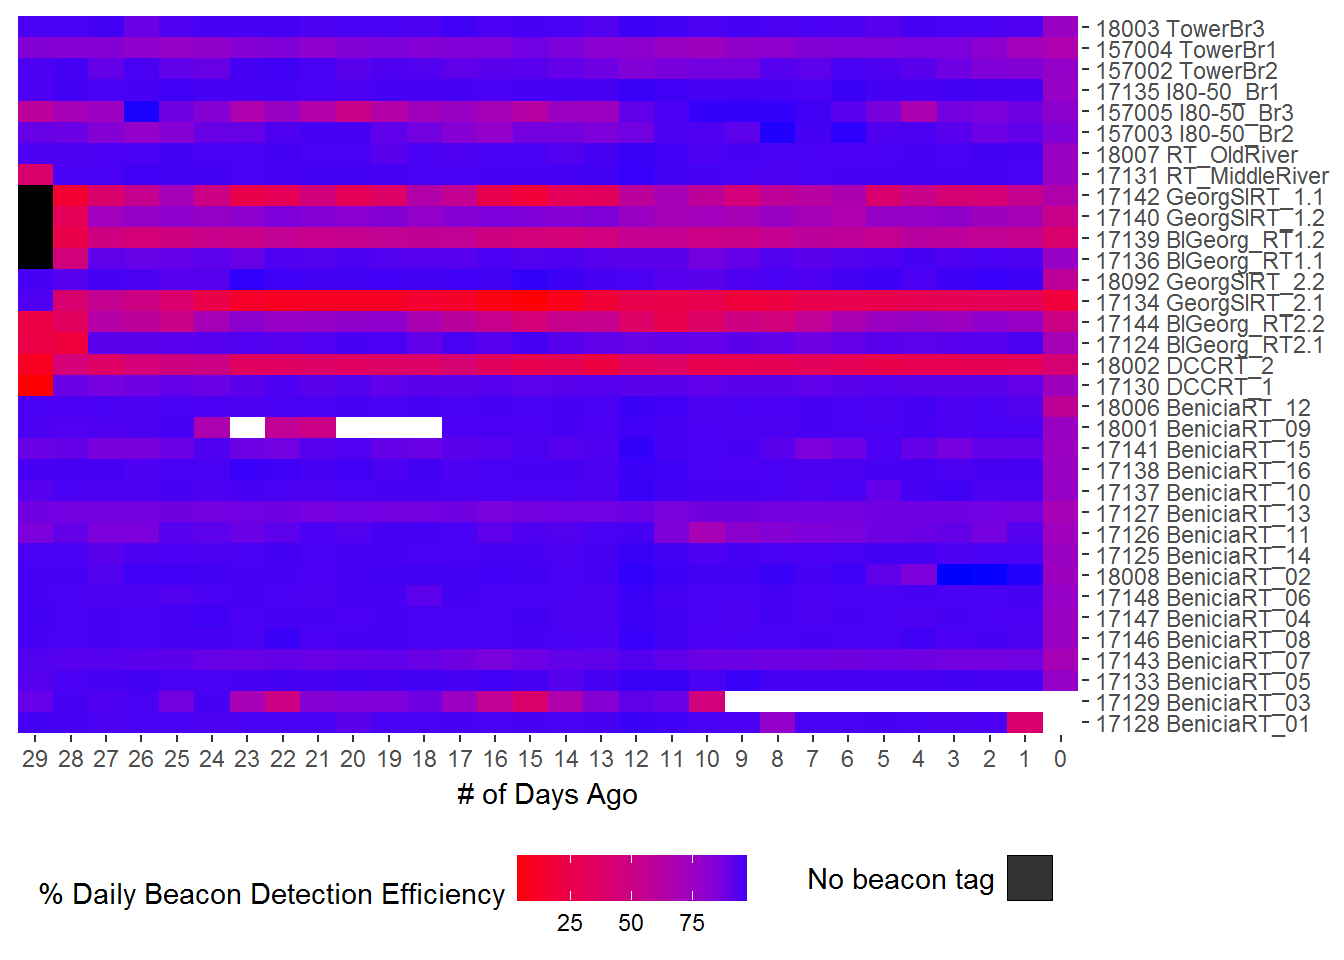 18003 TowerBr3
157004 TowerBr1
157002 TowerBr2
17135 I80-50_Br1
157005 I80-50_Br3
157003 I80-50_Br2
18007 RT_OldRiver
17131 RT_MiddleRiver
17142 GeorgSlRT_1.1
17140 GeorgSlRT_1.2
17139 BlGeorg_RT1.2
17136 BlGeorg_RT1.1
18092 GeorgSlRT_2.2
17134 GeorgSlRT_2.1
17144 BlGeorg_RT2.2
17124 BlGeorg_RT2.1
18002 DCCRT_2
17130 DCCRT_1
18006 BeniciaRT_12
18001 BeniciaRT_09
17141 BeniciaRT_15
17138 BeniciaRT_16
17137 BeniciaRT_10
17127 BeniciaRT_13
17126 BeniciaRT_11
17125 BeniciaRT_14
18008 BeniciaRT_02
17148 BeniciaRT_06
17147 BeniciaRT_04
17146 BeniciaRT_08
17143 BeniciaRT_07
17133 BeniciaRT_05
17129 BeniciaRT_03
17128 BeniciaRT_01
29 28 27 26 25 24 23 22 21 20 19 18 17 16 15 14 13 12 11 10 9 8 7 6 5 4 3 2 1 0
# of Days Ago
% Daily Beacon Detection Efficiency
25 50 75
No beacon tag